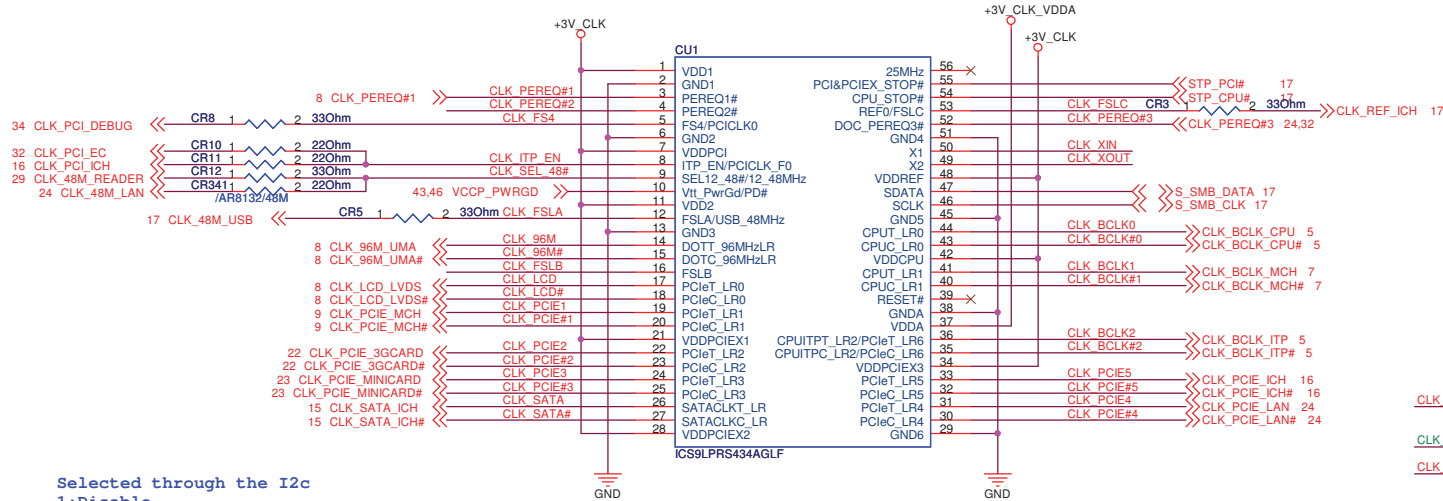 +3V_CLK
+3V_CLK_VDDA
+3V_CLK
CU1
1 VDD1 25MHz 56
2 GND1 PCI&PCIEX_STOP# 55 STP_PCI# 17
8 CLK_PEREQ#1 CLK_PEREQ#1 3 PEREQ1# CPU_STOP# 54 STP_CPU# 17
CLK_PEREQ#2 4 PEREQ2# REF0/FSLC 53 CLK_FSLC CR3 1 2 33Ohm CLK_REF_ICH 17
34 CLK_PCI_DEBUG CR8 1 2 33Ohm CLK_FS4 5 FS4/PCICLK0 DOC_PEREQ3# 52 CLK_PEREQ#3 CLK_PEREQ#3 24,32
6 GND2 GND4 51
32 CLK_PCI_EC CR10 1 2 22Ohm 7 VDDPCI X1 50 CLK_XIN
16 CLK_PCI_ICH CR11 1 2 22Ohm CLK_ITP_EN 8 ITP_EN/PCICLK_F0 X2 49 CLK_XOUT
29 CLK_48M_READER CR12 1 2 33Ohm CLK_SEL_48# 9 SEL12_48#/12_48MHz VDDREF 48
24 CLK_48M_LAN CR341 1 2 22Ohm 43,46 VCCP_PWRGD 10 Vtt_PwrGd/PD# SDATA 47 S_SMB_DATA 17
/AR8132/48M 11 VDD2 SCLK 46 S_SMB_CLK 17
17 CLK_48M_USB CR5 1 2 33Ohm CLK_FSLA 12 FSLA/USB_48MHz GND5 45
13 GND3 CPUT_LR0 44 CLK_BCLK0 CLK_BCLK_CPU 5
8 CLK_96M_UMA CLK_96M 14 DOTT_96MHzLR CPUC_LR0 43 CLK_BCLK#0 CLK_BCLK_CPU# 5
8 CLK_96M_UMA# CLK_96M# 15 DOTC_96MHzLR VDDCPU 42
CLK_FSLB 16 FSLB CPUT_LR1 41 CLK_BCLK1 CLK_BCLK_MCH 7
8 CLK_LCD_LVDS CLK_LCD 17 PCIeT_LR0 CPUC_LR1 40 CLK_BCLK#1 CLK_BCLK_MCH# 7
8 CLK_LCD_LVDS# CLK_LCD# 18 PCIeC_LR0 RESET# 39
9 CLK_PCIE_MCH CLK_PCIE1 19 PCIeT_LR1 GNDA 38
9 CLK_PCIE_MCH# CLK_PCIE#1 20 PCIeC_LR1 VDDA 37
21 VDDPCIEX1 CPUITPT_LR2/PCIeT_LR6 36 CLK_BCLK2 CLK_BCLK_ITP 5
22 CLK_PCIE_3GCARD CLK_PCIE2 22 PCIeT_LR2 CPUITPC_LR2/PCIeC_LR6 35 CLK_BCLK#2 CLK_BCLK_ITP# 5
22 CLK_PCIE_3GCARD# CLK_PCIE#2 23 PCIeC_LR2 VDDPCIEX3 34
23 CLK_PCIE_MINICARD CLK_PCIE3 24 PCIeT_LR3 PCIeT_LR5 33 CLK_PCIE5 CLK_PCIE_ICH 16
23 CLK_PCIE_MINICARD# CLK_PCIE#3 25 PCIeC_LR3 PCIeC_LR5 32 CLK_PCIE#5 CLK_PCIE_ICH# 16
15 CLK_SATA_ICH CLK_SATA 26 SATACLKT_LR PCIeT_LR4 31 CLK_PCIE4 CLK_PCIE_LAN 24
15 CLK_SATA_ICH# CLK_SATA# 27 SATACLKC_LR PCIeC_LR4 30 CLK_PCIE#4 CLK_PCIE_LAN# 24
28 VDDPCIEX2 GND6 29
ICS9LPRS434AGLF
CLK_
CLK_
CLK_
GND
GND
Selected through the I2c
1:Disable